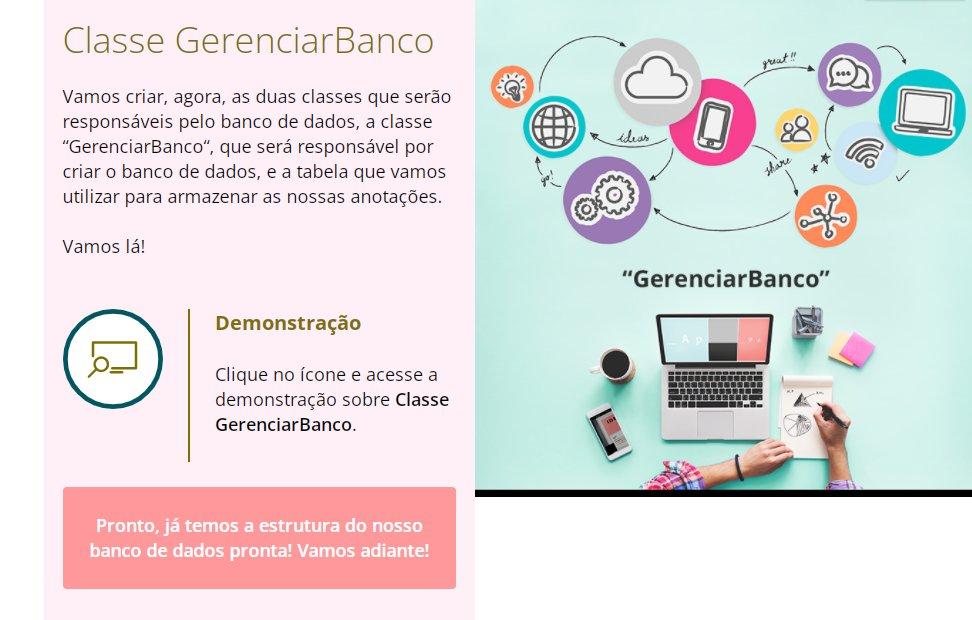 Classe GerenciarBanco
Vamos criar, agora, as duas classes que serão
responsáveis pelo banco de dados, a classe
“GerenciarBanco“, que será responsável por
criar o banco de dados, e a tabela que vamos
utilizar para armazenar as nossas anotações.
Vamos lá!
Demonstração
Clique no ícone e acesse a
demonstração sobre Classe
GerenciarBanco.
Pronto, já temos a estrutura do nosso
banco de dados pronta! Vamos adiante!
great!!
ideas
share
go!
“GerenciarBanco”